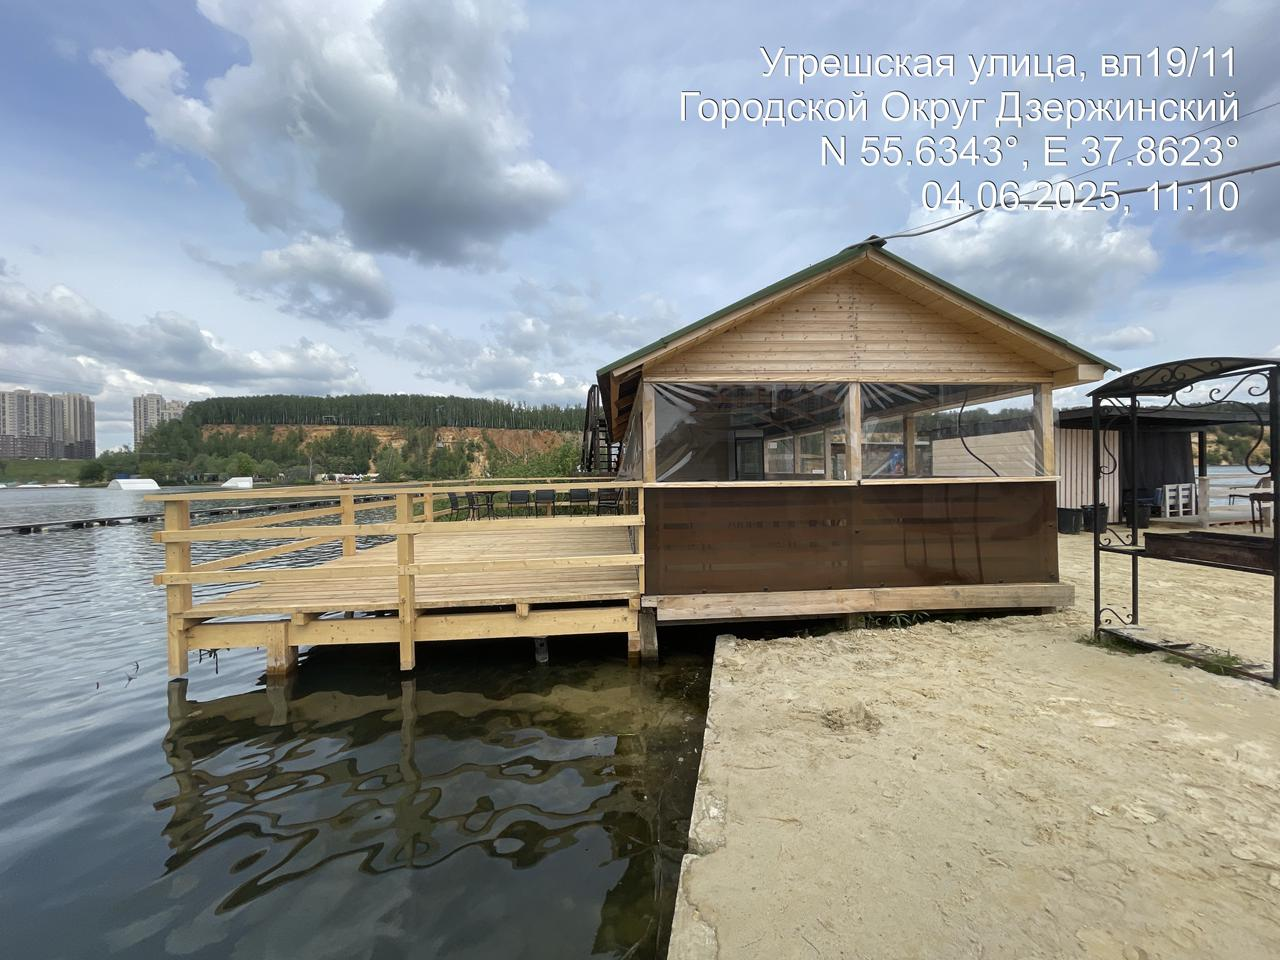 Угрешская улица, вл19/11
Городской Округ Дзержинский
N 55.6343°, E 37.8623°
04.06.2025, 11:10